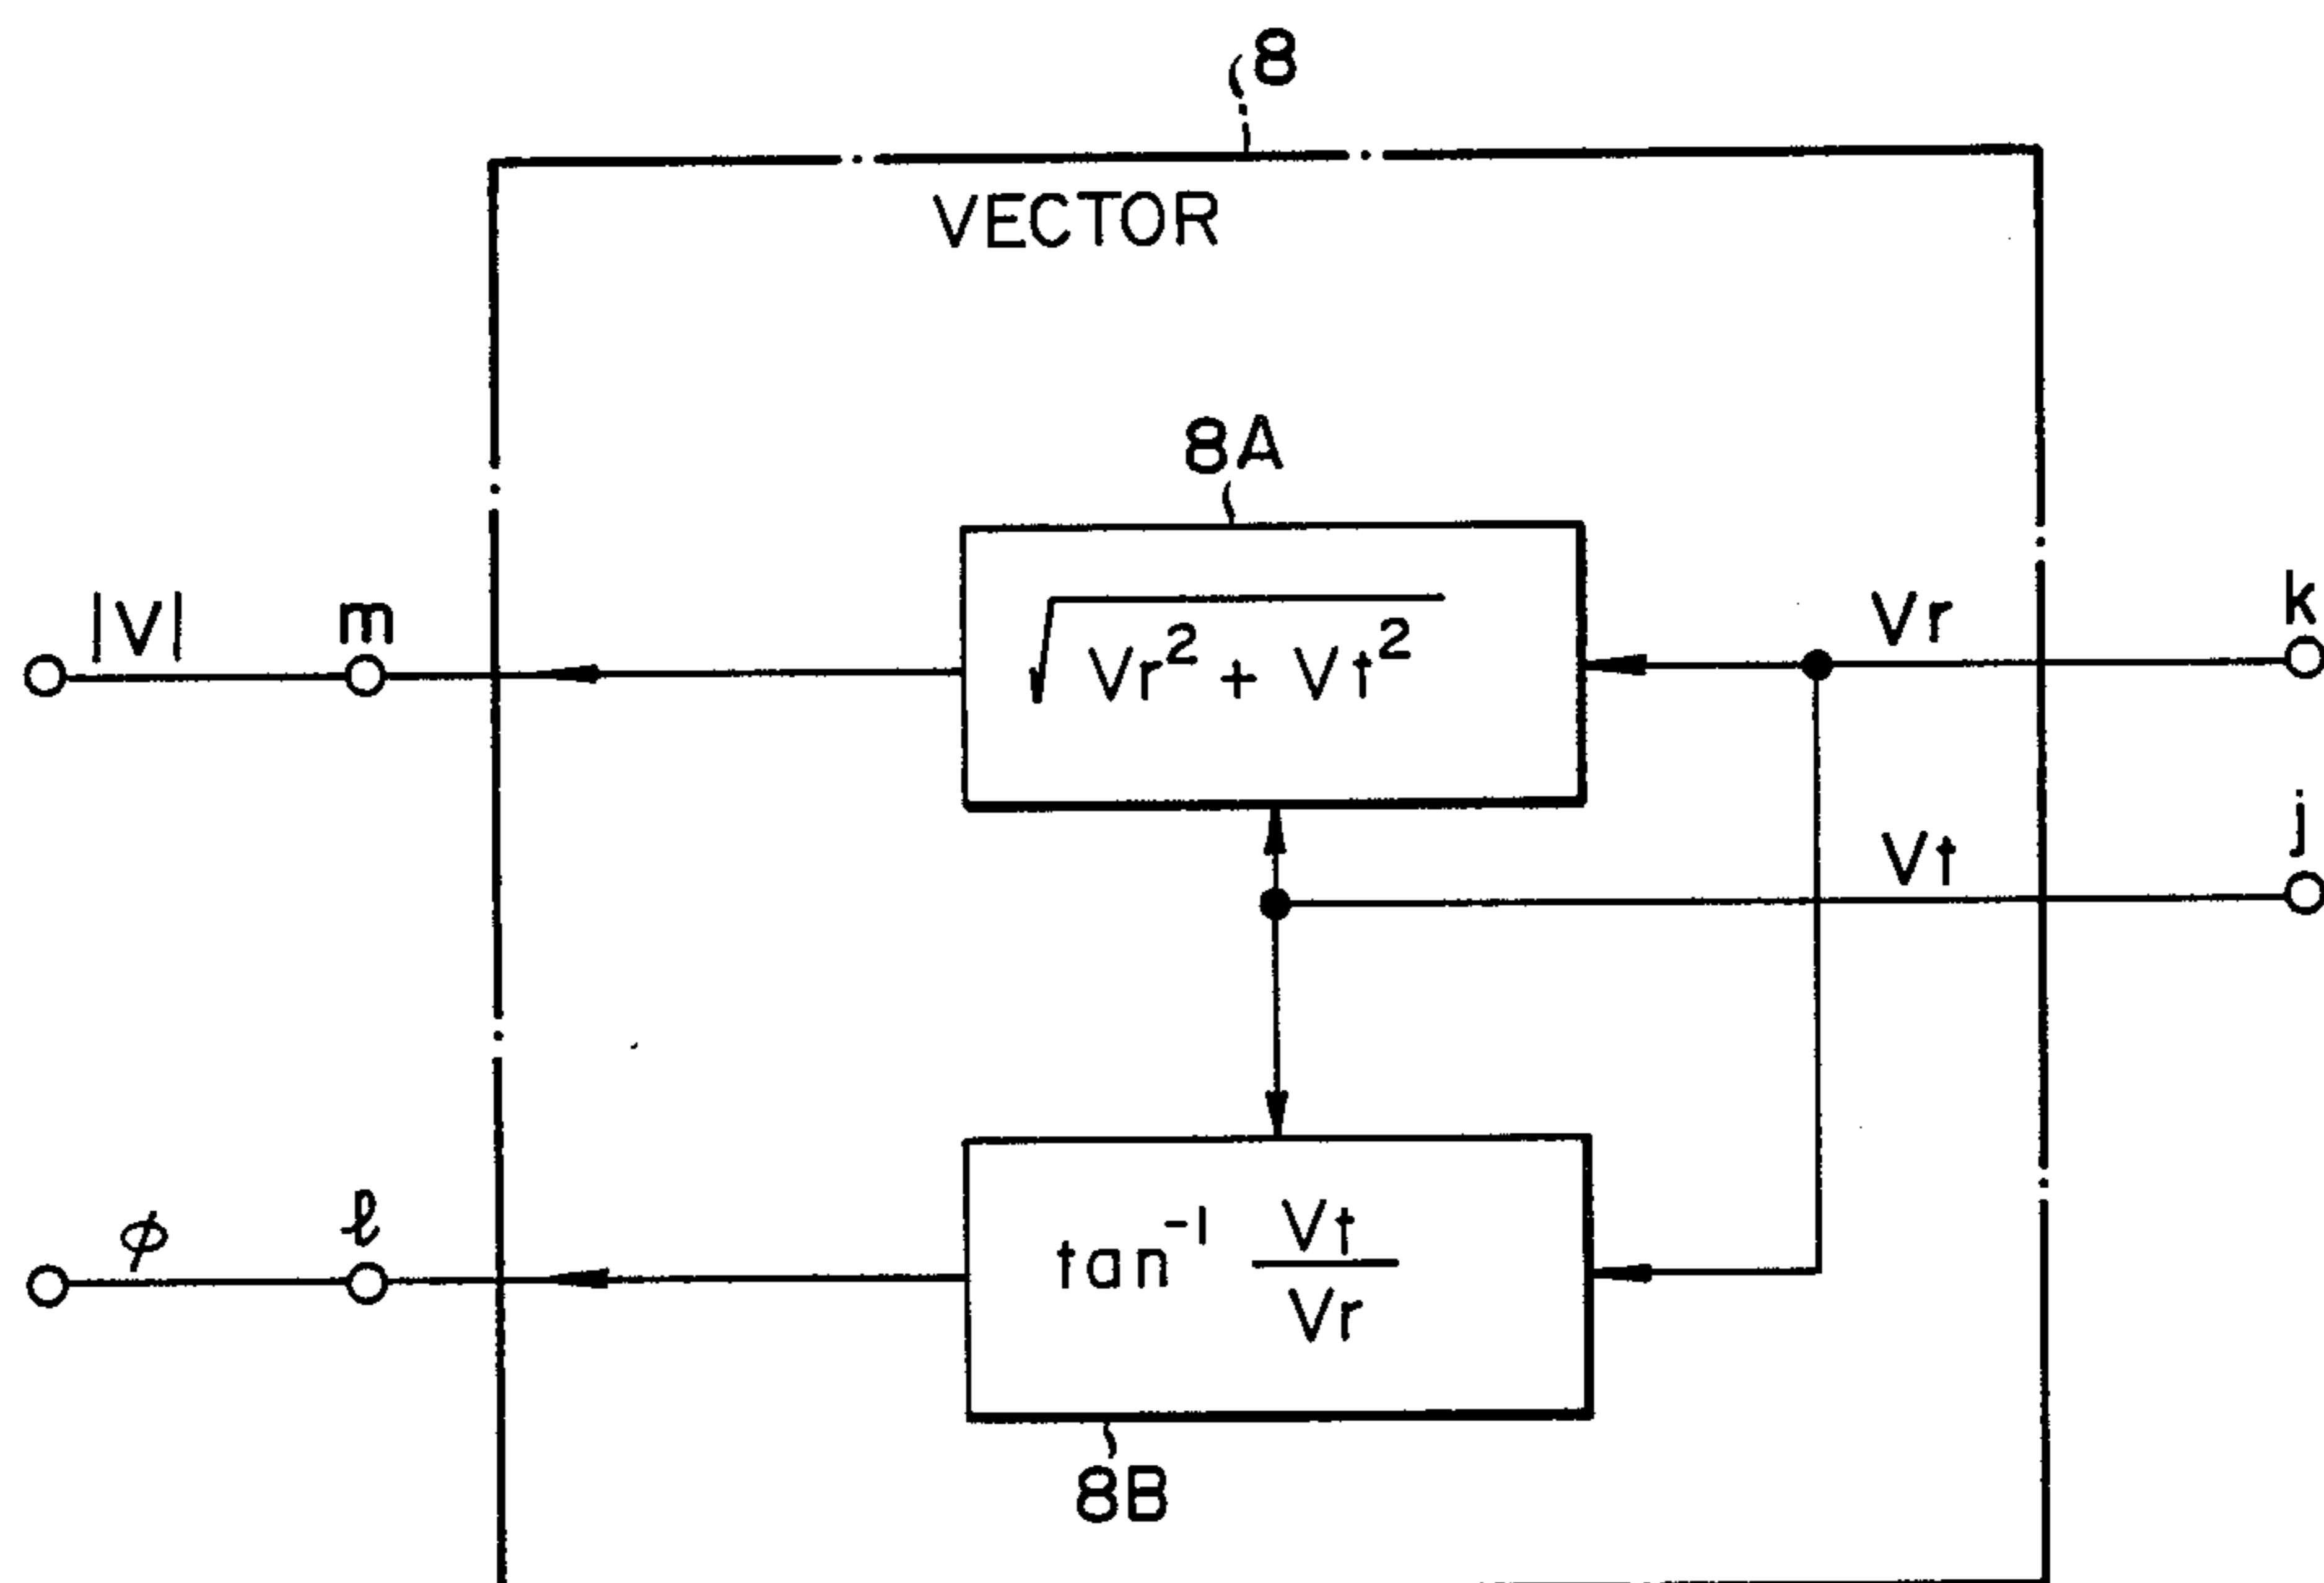 8
VECTOR
8A
|V| m √(Vr² + Vt²) Vr k
Vt j
ϕ ℓ tan⁻¹ Vt/Vr
8B